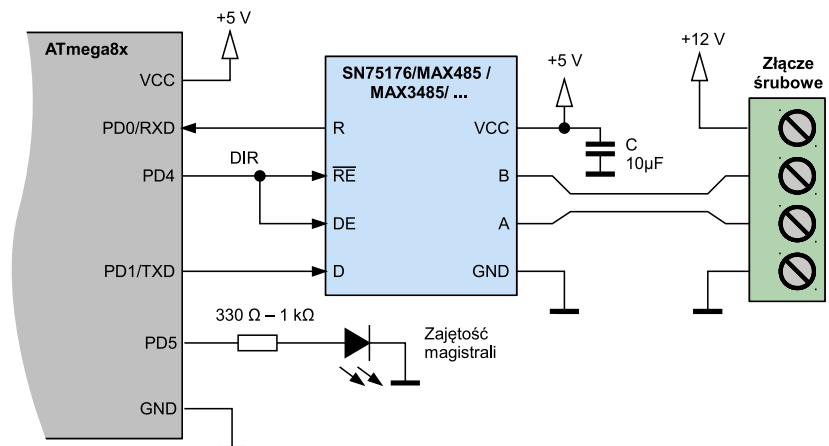 +5 V
ATmega8x
VCC
PD0/RXD
DIR
PD4
PD1/TXD
330 Ω – 1 kΩ
PD5
GND
SN75176/MAX485 /
MAX3485/ ...
R
RE
DE
D
VCC
B
A
GND
+5 V
C
10µF
+12 V
Złącze
śrubowe
Zajętość
magistrali